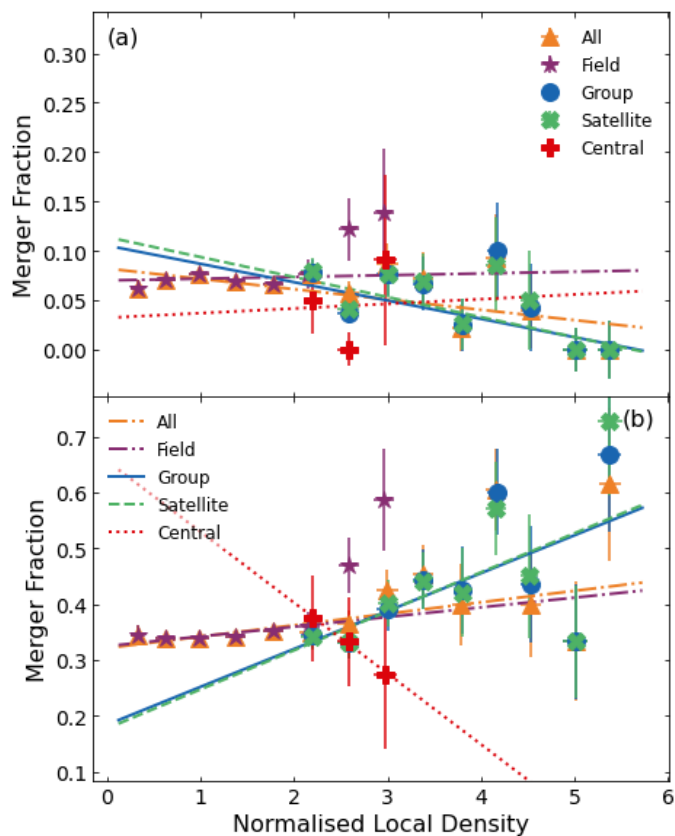 (a)
All
Field
Group
Satellite
Central
Merger Fraction
0.30
0.25
0.20
0.15
0.10
0.05
0.00
(b)
All
Field
Group
Satellite
Central
Merger Fraction
0.7
0.6
0.5
0.4
0.3
0.2
0.1
0 1 2 3 4 5 6
Normalised Local Density